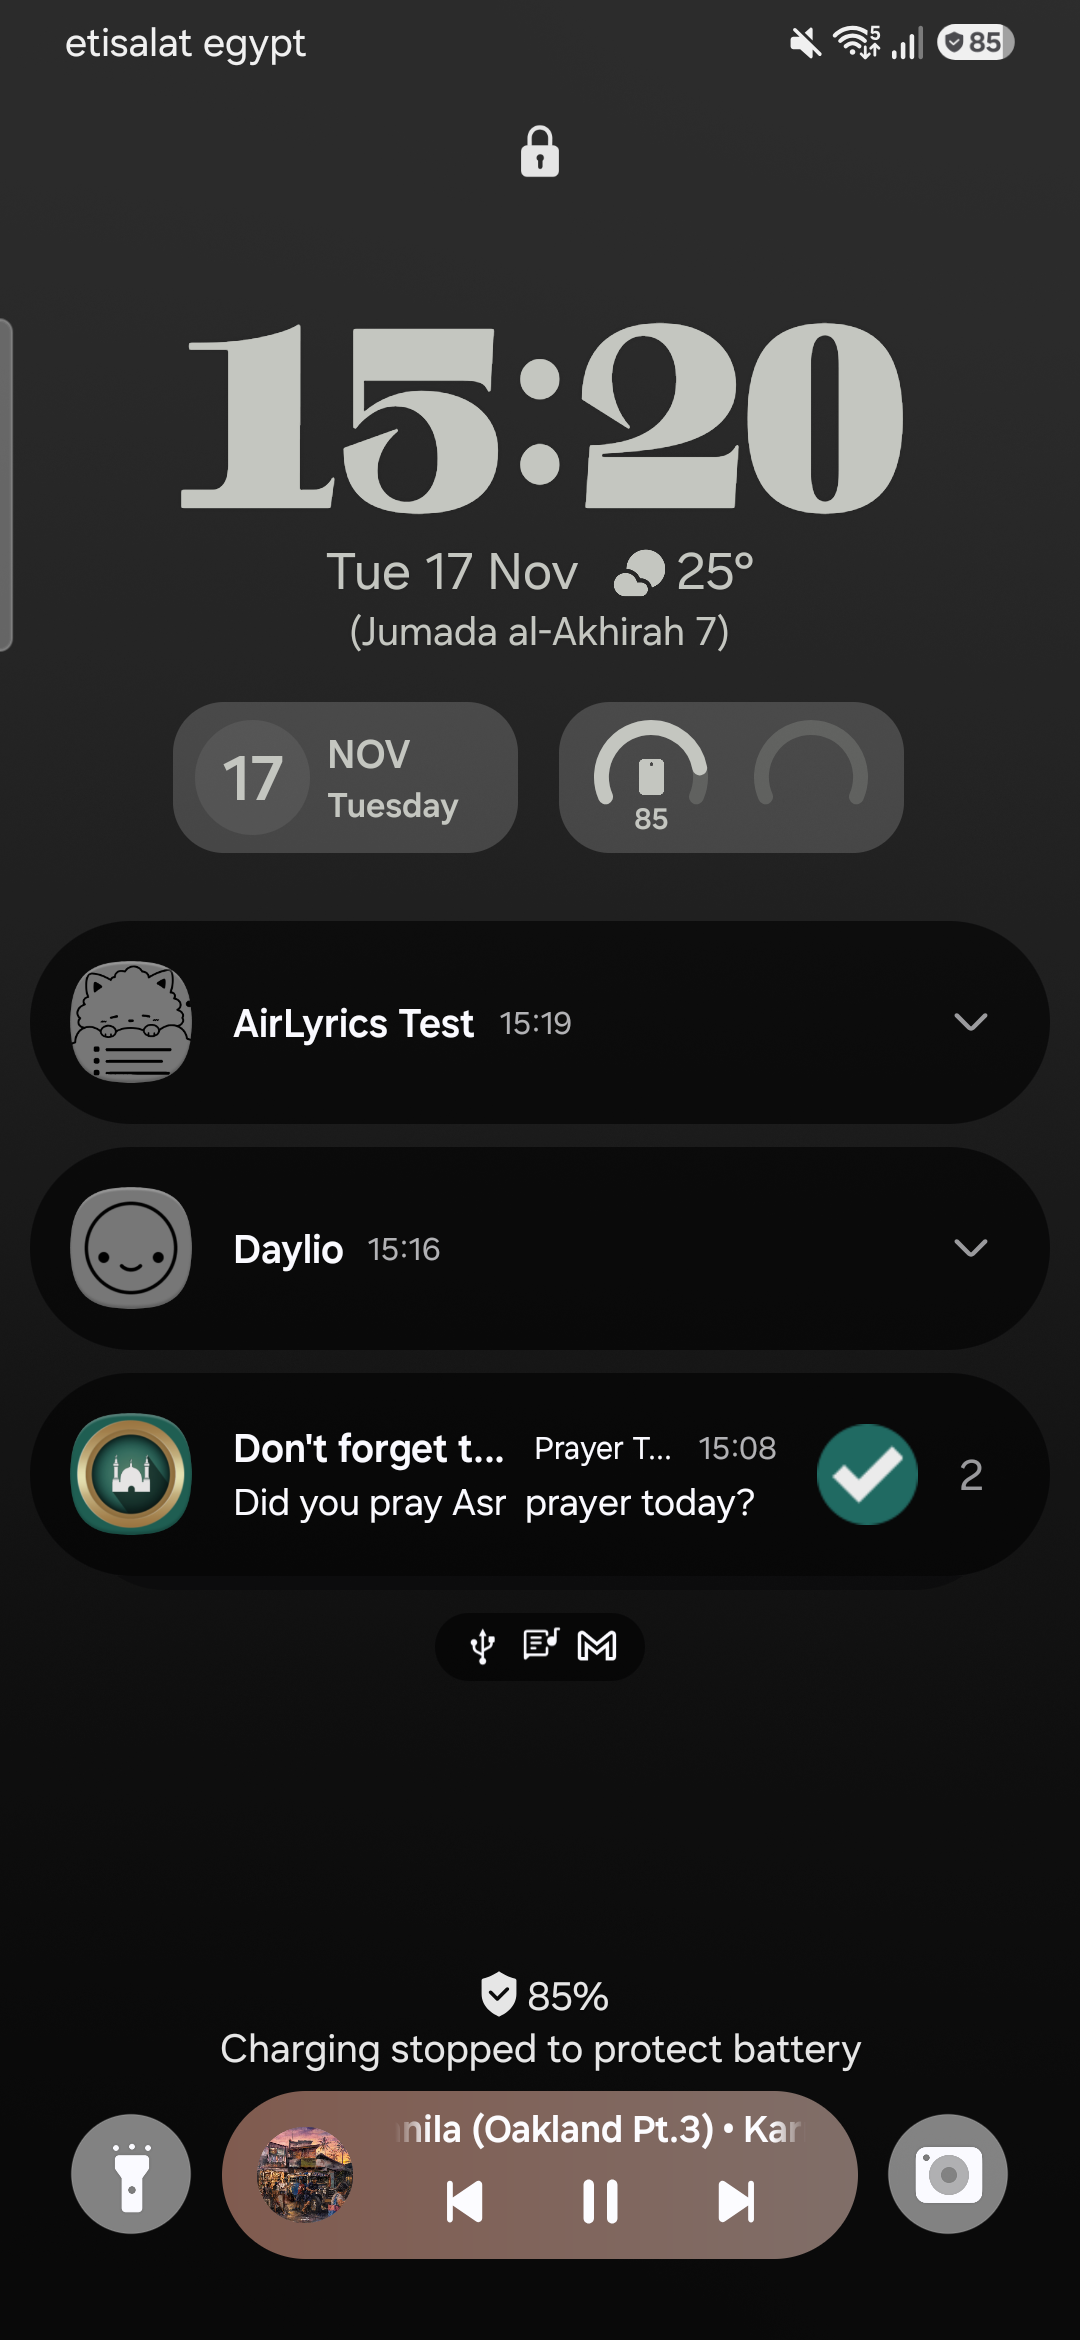 etisalat egypt
5
85
15:20
Tue 17 Nov 25°
(Jumada al-Akhirah 7)
17
NOV
Tuesday
85
AirLyrics Test 15:19
Daylio 15:16
Don't forget t... Prayer T... 15:08
Did you pray Asr prayer today?
2
85%
Charging stopped to protect battery
nila (Oakland Pt.3) • Kar